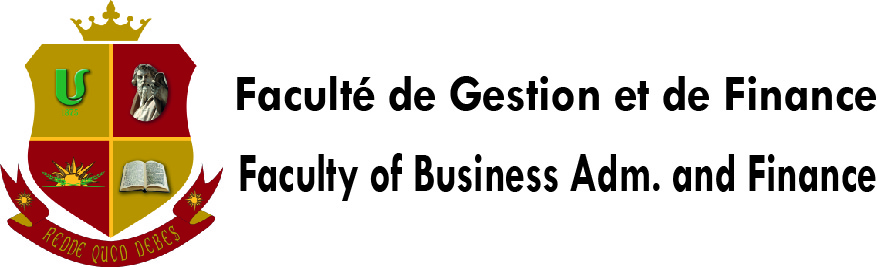 Faculté de Gestion et de Finance
Faculty of Business Adm. and Finance
REDDE QUOD DEBES